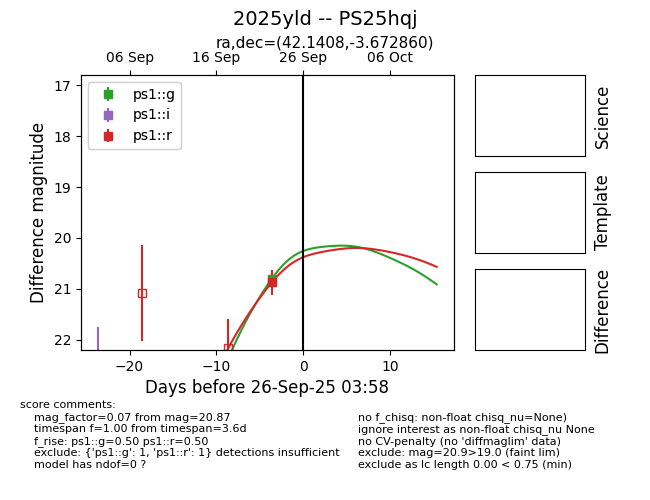 2025yld -- PS25hqj
ra,dec=(42.1408,-3.672860)
06 Sep 16 Sep 26 Sep 06 Oct
ps1::g
ps1::i
ps1::r
17
18
19
20
21
22
Difference magnitude
−20 −10 0 10
Days before 26-Sep-25 03:58
Science
Template
Difference
score comments:
mag_factor=0.07 from mag=20.87
timespan f=1.00 from timespan=3.6d
f_rise: ps1::g=0.50 ps1::r=0.50
exclude: {'ps1::g': 1, 'ps1::r': 1} detections insufficient
model has ndof=0 ?
no f_chisq: non-float chisq_nu=None)
ignore interest as non-float chisq_nu None
no CV-penalty (no 'diffmaglim' data)
exclude: mag=20.9>19.0 (faint lim)
exclude as lc length 0.00 < 0.75 (min)